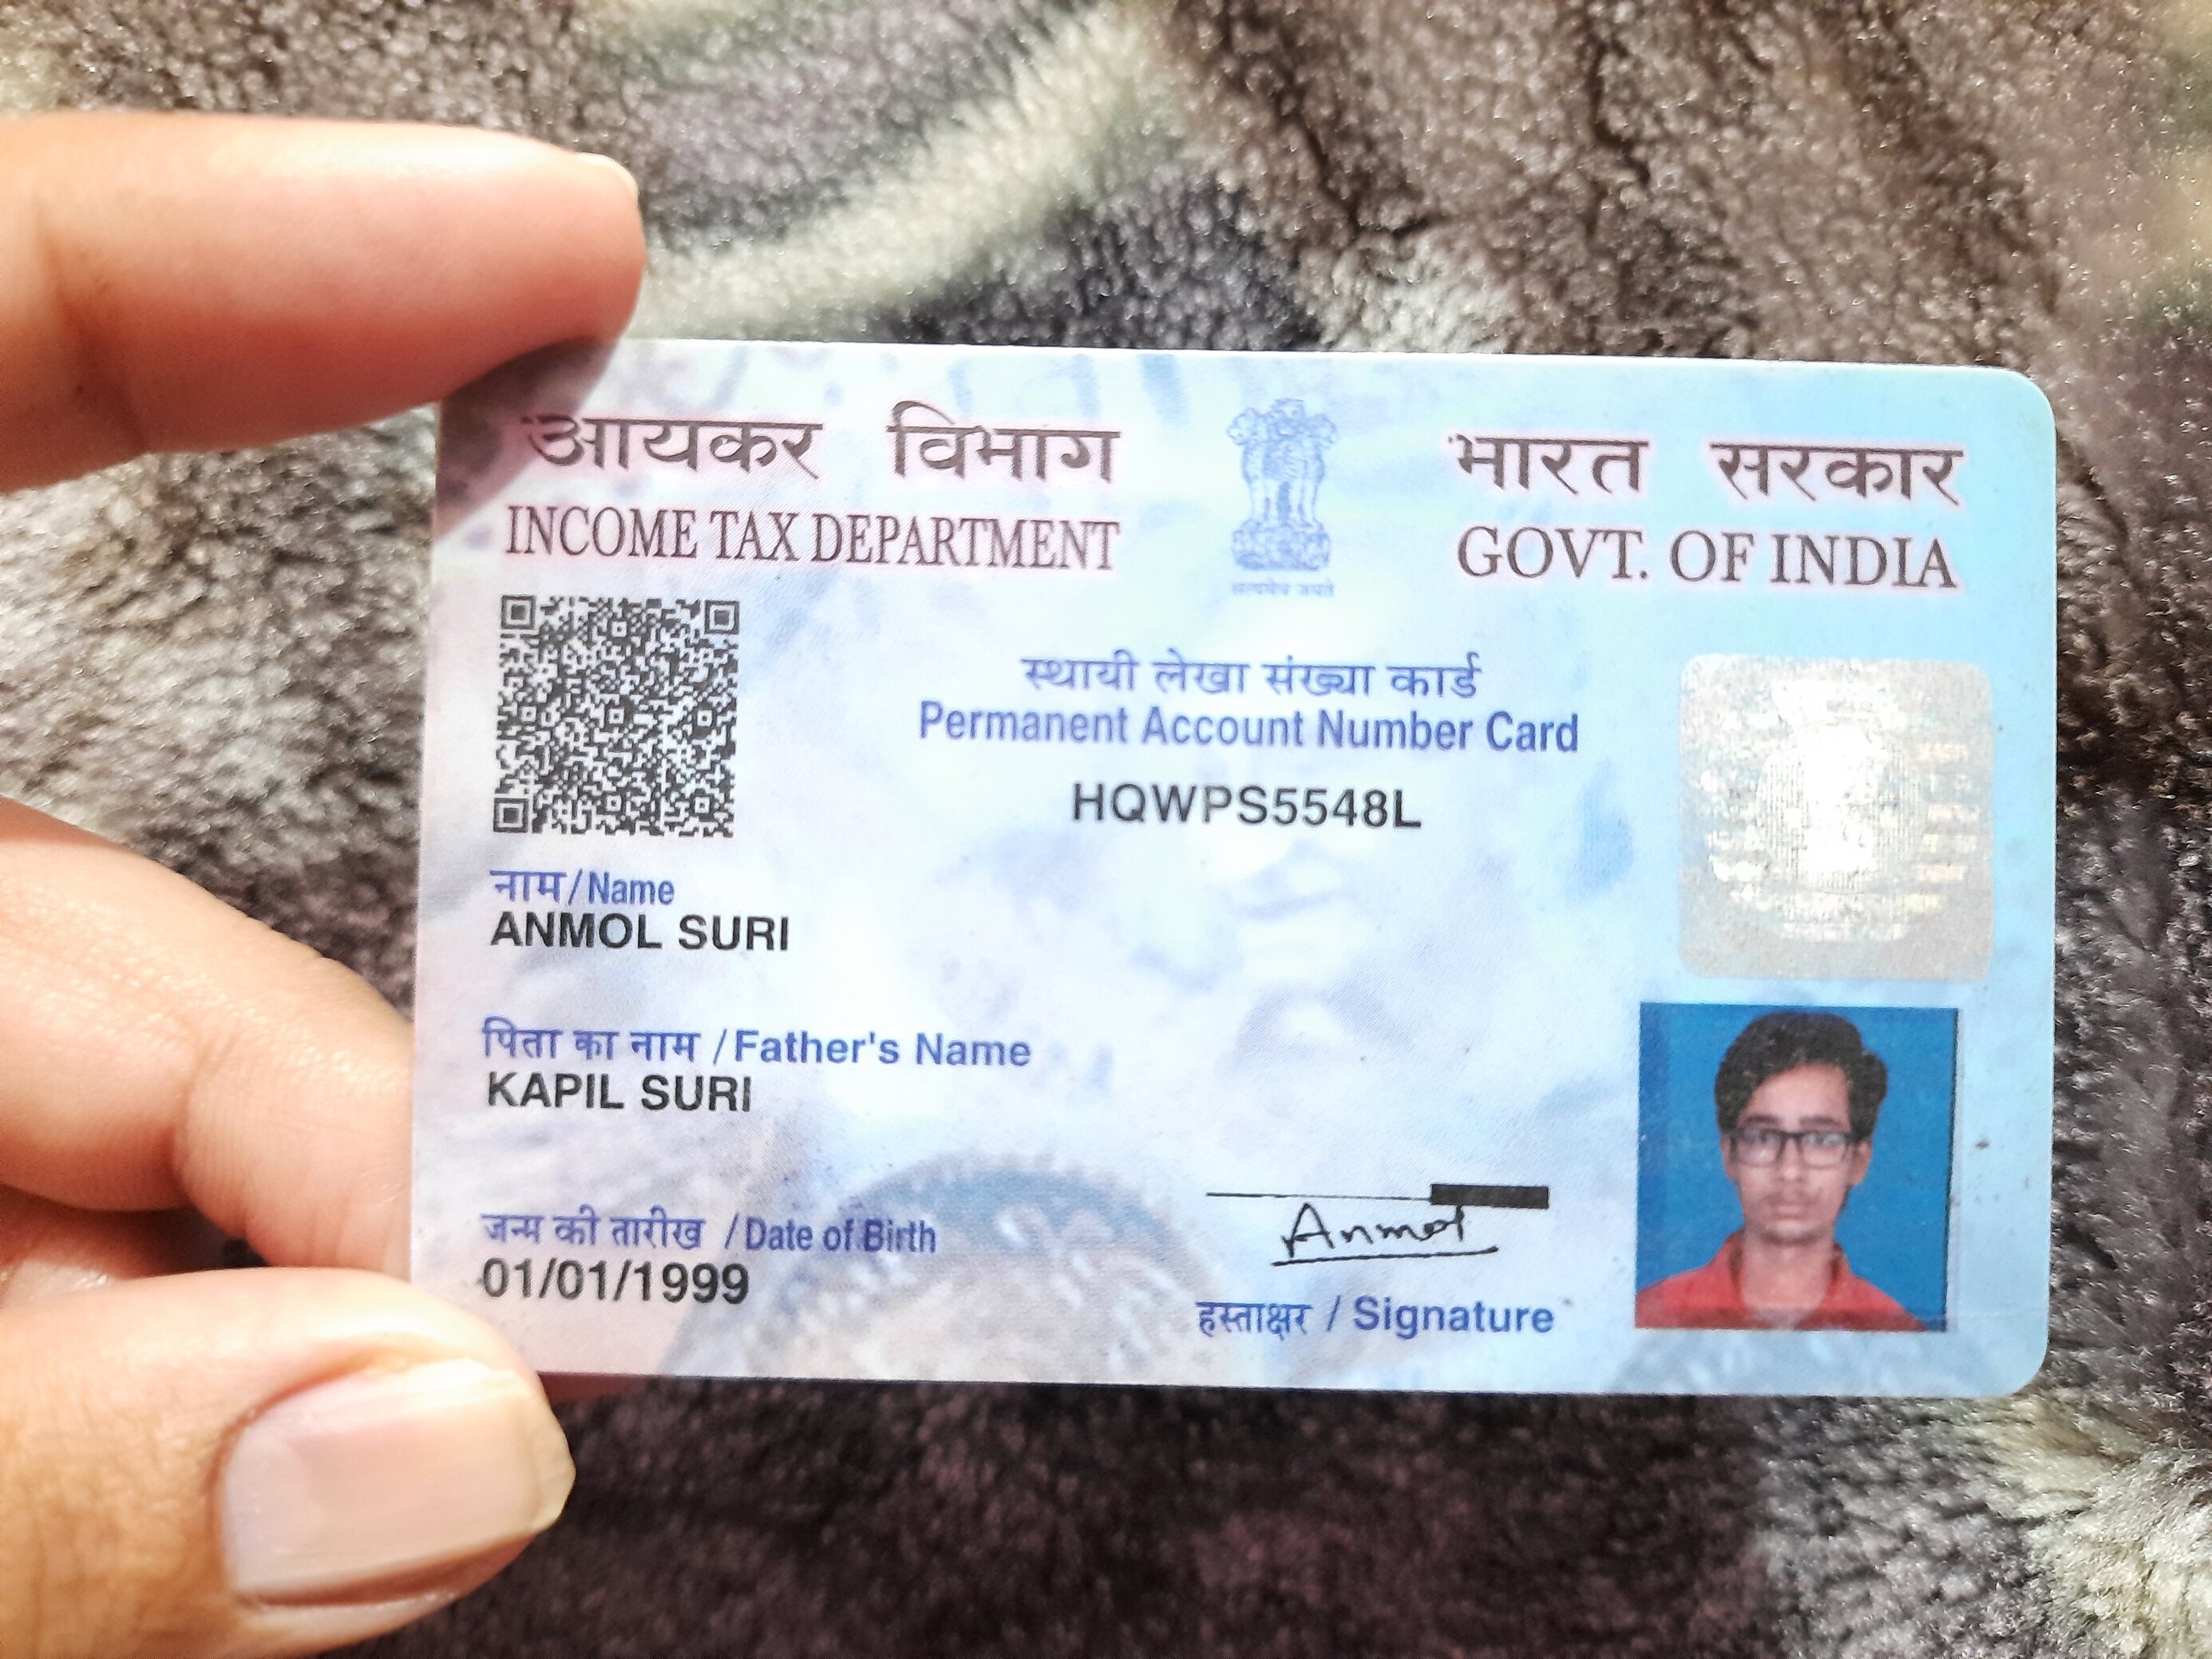 आयकर विभाग
INCOME TAX DEPARTMENT
भारत सरकार
GOVT. OF INDIA
सत्यमेव जयते
स्थायी लेखा संख्या कार्ड
Permanent Account Number Card
HQWPS5548L
नाम/Name
ANMOL SURI
पिता का नाम /Father's Name
KAPIL SURI
जन्म की तारीख /Date of Birth
01/01/1999
Anmol
हस्ताक्षर / Signature